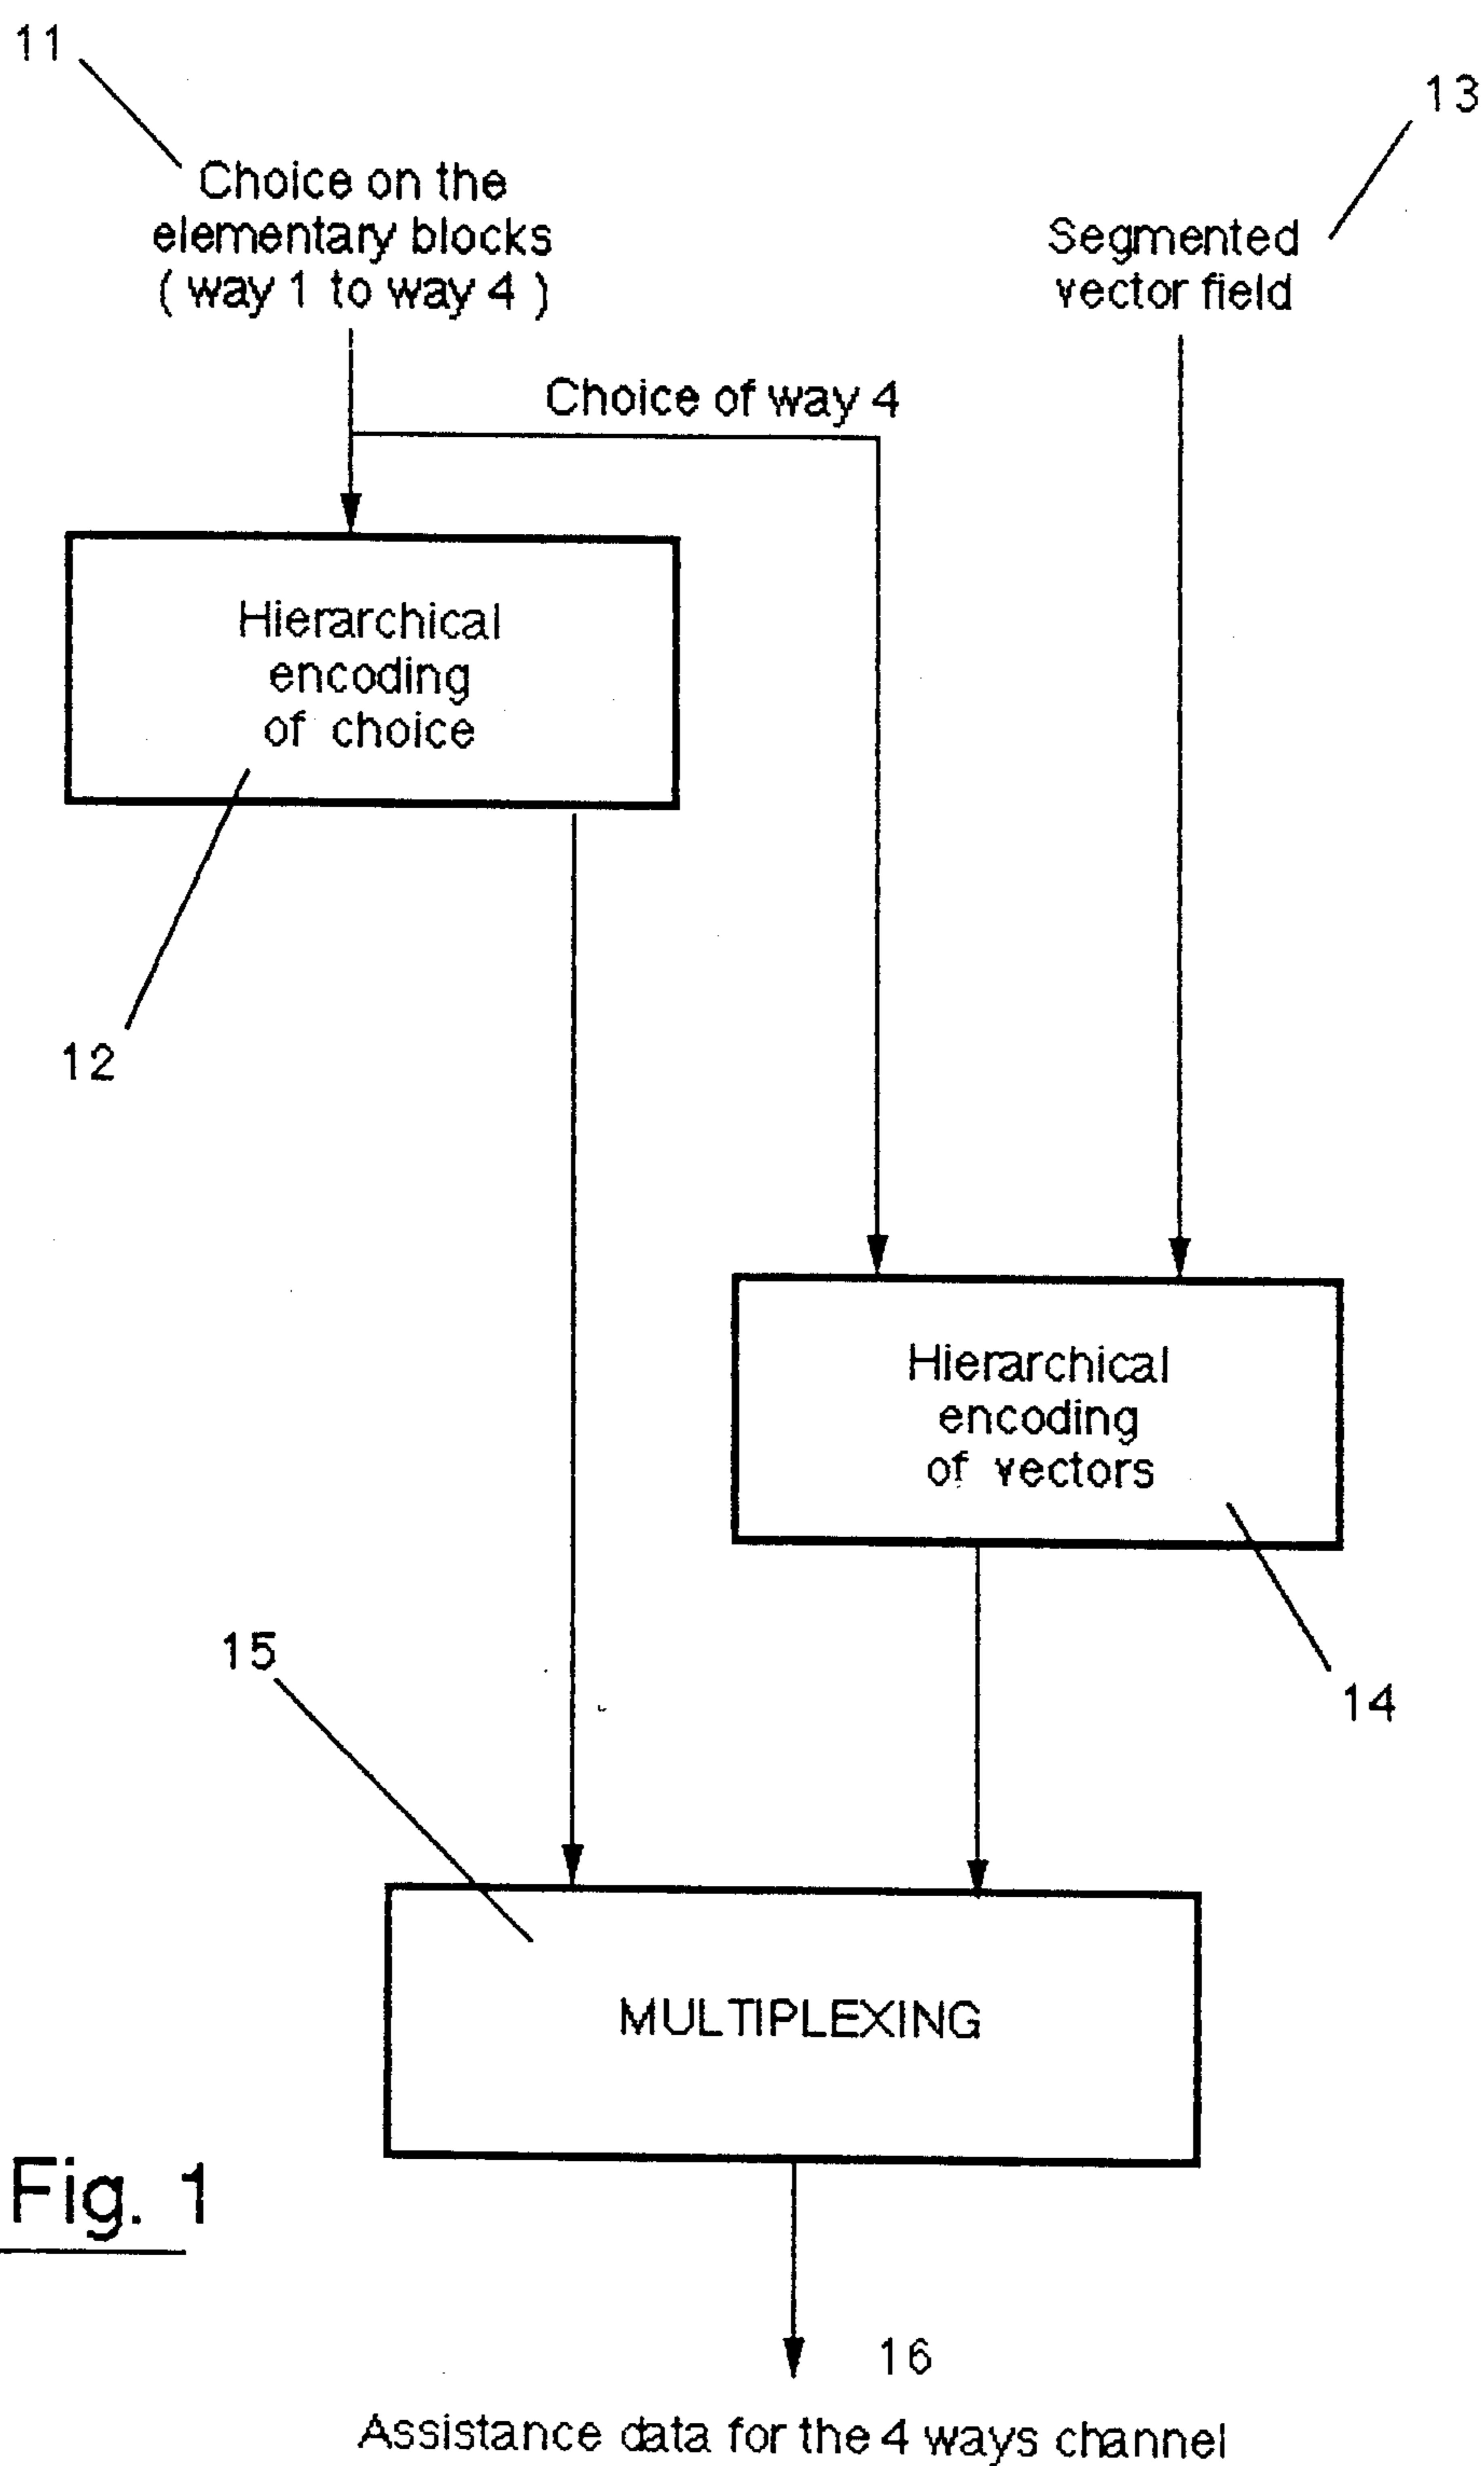 11
13
Choice on the
elementary blocks
( way 1 to way 4 )
Segmented
vector field
Choice of way 4
Hierarchical
encoding
of choice
12
Hierarchical
encoding
of vectors
15
14
MULTIPLEXING
Fig. 1
16
Assistance data for the 4 ways channel